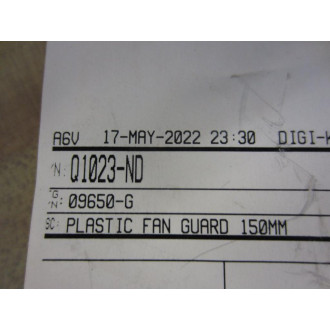 A6V 17-MAY-2022 23:30 DIGI-K
/N: Q1023-ND
G/N: 09650-G
SC: PLASTIC FAN GUARD 150MM